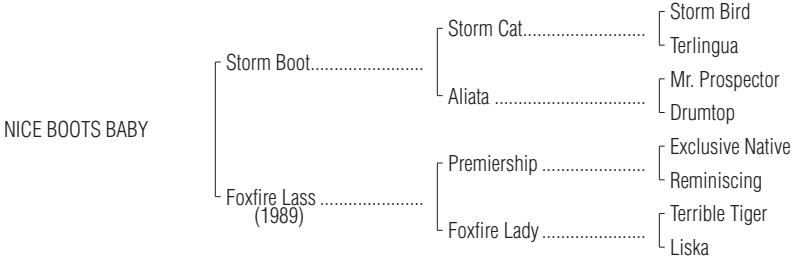 Storm Bird
Storm Cat..........................
Terlingua
Storm Boot........................
Mr. Prospector
Aliata ................................
Drumtop
NICE BOOTS BABY
Exclusive Native
Premiership ......................
Reminiscing
Foxfire Lass ......................
(1989)
Terrible Tiger
Foxfire Lady ......................
Liska